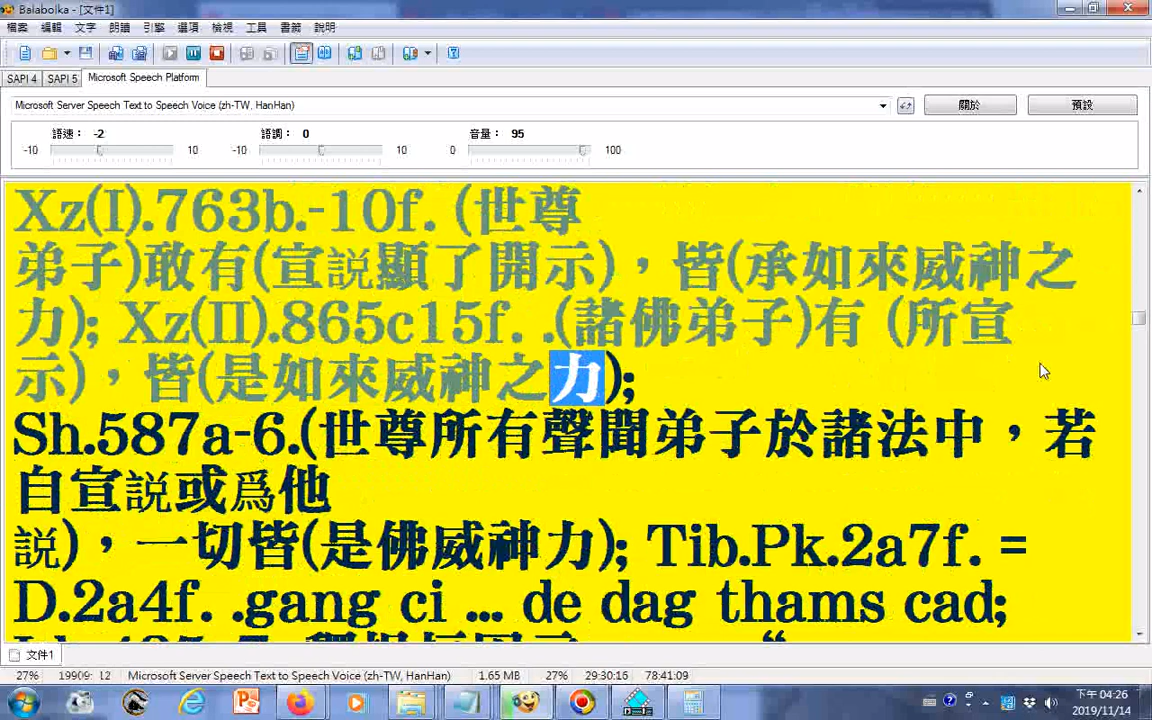 Balabolka - [文件1]
檔案 編輯 文字 朗讀 引擎 選項 檢視 工具 書籤 說明
SAPI 4 SAPI 5 Microsoft Speech Platform
Microsoft Server Speech Text to Speech Voice (zh-TW, HanHan) 關於 預設
語速： -2 語調： 0 音量： 95
-10 10 -10 10 0 100
Xz(I).763b.-10f. (世尊
弟子)敢有(宣説顯了開示)，皆(承如來威神之
力); Xz(II).865c15f. .(諸佛弟子)有 (所宣
示)，皆(是如來威神之力);
Sh.587a-6.(世尊所有聲聞弟子於諸法中，若
自宣説或爲他
説)，一切皆(是佛威神力); Tib.Pk.2a7f. =
D.2a4f. .gang ci ... de dag thams cad;
文件1
27% 19909: 12 Microsoft Server Speech Text to Speech Voice (zh-TW, HanHan) 1.65 MB 27% 29:30:16 78:41:09
下午 04:26
2019/11/14